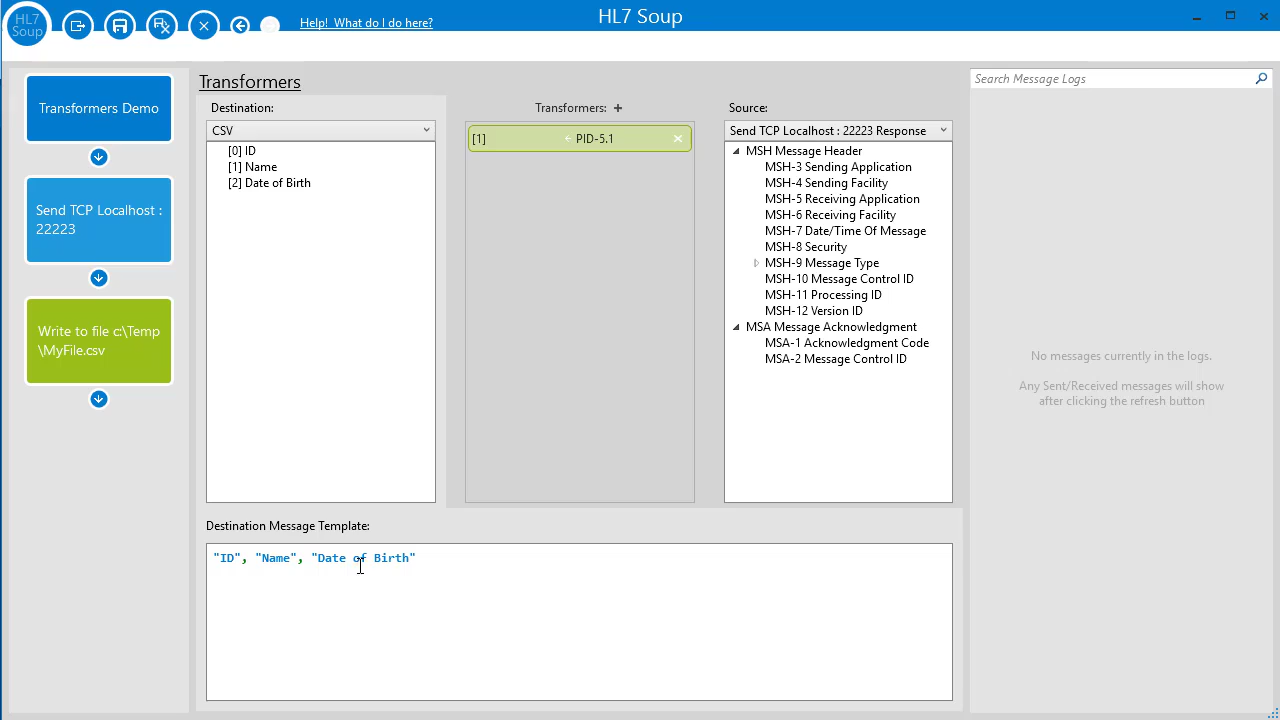 HL7 Soup
HL7
Soup
Help! What do I do here?
Transformers Demo
Send TCP Localhost :
22223
Write to file c:\Temp
\MyFile.csv
Transformers
Destination:
CSV
[0] ID
[1] Name
[2] Date of Birth
Transformers: +
[1] PID-5.1
Source:
Send TCP Localhost : 22223 Response
MSH Message Header
MSH-3 Sending Application
MSH-4 Sending Facility
MSH-5 Receiving Application
MSH-6 Receiving Facility
MSH-7 Date/Time Of Message
MSH-8 Security
MSH-9 Message Type
MSH-10 Message Control ID
MSH-11 Processing ID
MSH-12 Version ID
MSA Message Acknowledgment
MSA-1 Acknowledgment Code
MSA-2 Message Control ID
Destination Message Template:
"ID", "Name", "Date of Birth"
Search Message Logs
No messages currently in the logs.
Any Sent/Received messages will show
after clicking the refresh button